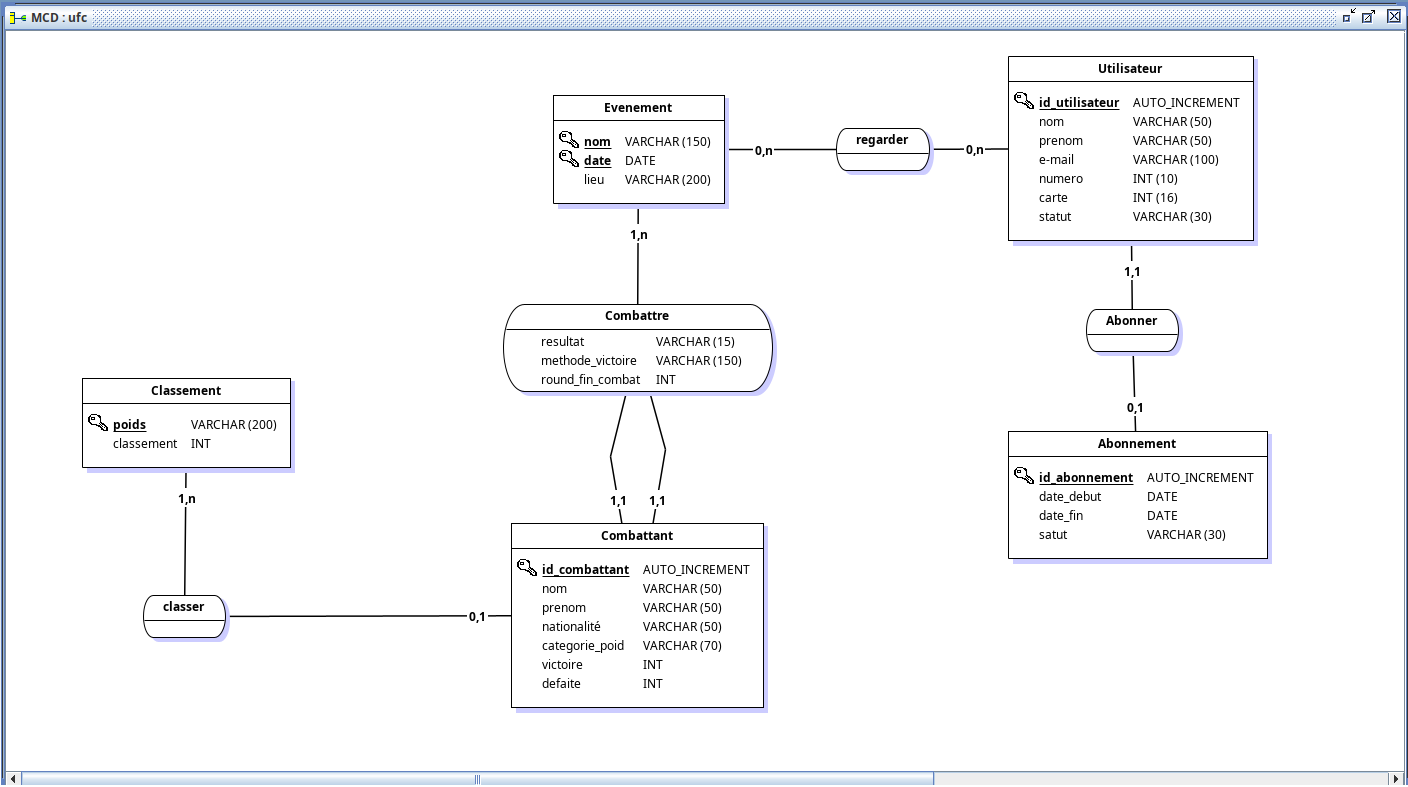 MCD : ufc
Utilisateur
id_utilisateur AUTO_INCREMENT
nom VARCHAR (50)
prenom VARCHAR (50)
e-mail VARCHAR (100)
numero INT (10)
carte INT (16)
statut VARCHAR (30)
Evenement
nom VARCHAR (150)
date DATE
lieu VARCHAR (200)
0,n
regarder
0,n
1,n
1,1
Combattre
resultat VARCHAR (15)
methode_victoire VARCHAR (150)
round_fin_combat INT
Abonner
0,1
Classement
poids VARCHAR (200)
classement INT
Abonnement
id_abonnement AUTO_INCREMENT
date_debut DATE
date_fin DATE
satut VARCHAR (30)
1,n
1,1
1,1
Combattant
id_combattant AUTO_INCREMENT
nom VARCHAR (50)
prenom VARCHAR (50)
nationalité VARCHAR (50)
categorie_poid VARCHAR (70)
victoire INT
defaite INT
classer
0,1